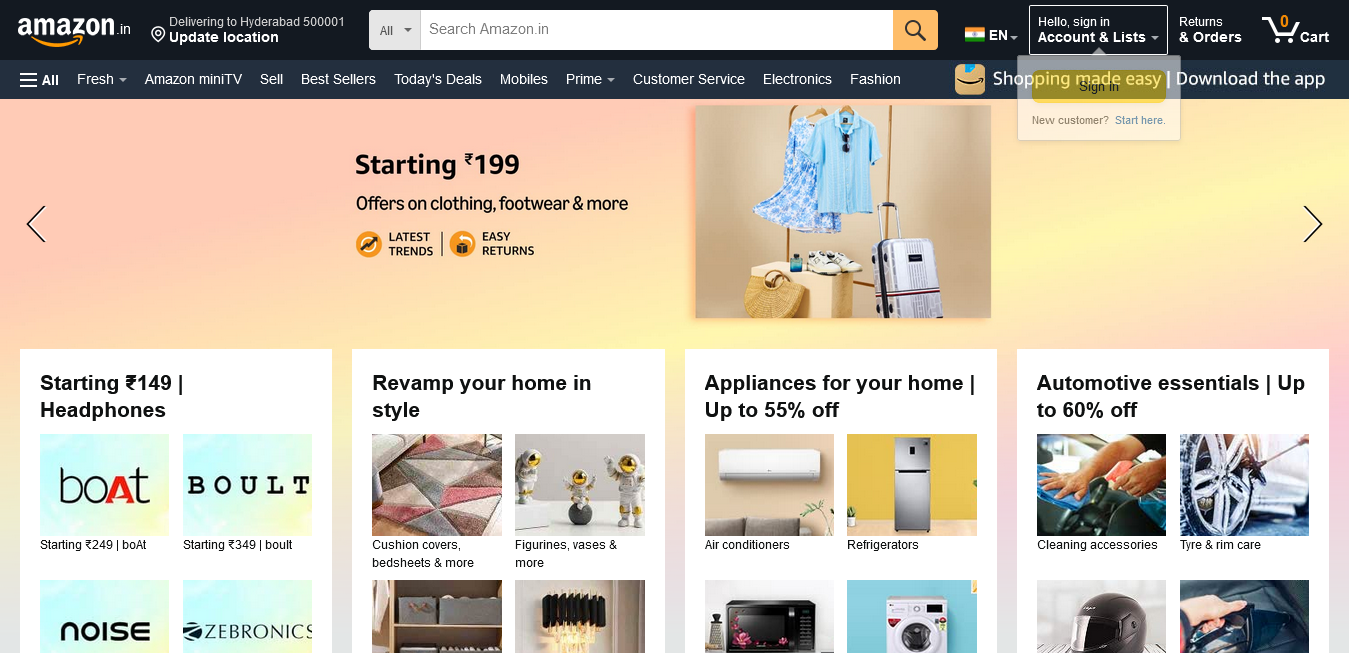 amazon.in
Delivering to Hyderabad 500001
Update location
All
Search Amazon.in
EN
Hello, sign in
Account & Lists
Returns
& Orders
0
Cart
All
Fresh
Amazon miniTV
Sell
Best Sellers
Today's Deals
Mobiles
Prime
Customer Service
Electronics
Fashion
Shopping made easy | Download the app
Sign in
New customer? Start here.
Starting ₹199
Offers on clothing, footwear & more
LATEST
TRENDS
EASY
RETURNS
Starting ₹149 |
Headphones
boAt
BOULT
Starting ₹249 | boAt
Starting ₹349 | boult
NOISE
ZEBRONICS
Revamp your home in
style
Cushion covers,
bedsheets & more
Figurines, vases &
more
Appliances for your home |
Up to 55% off
Air conditioners
Refrigerators
Automotive essentials | Up
to 60% off
Cleaning accessories
Tyre & rim care